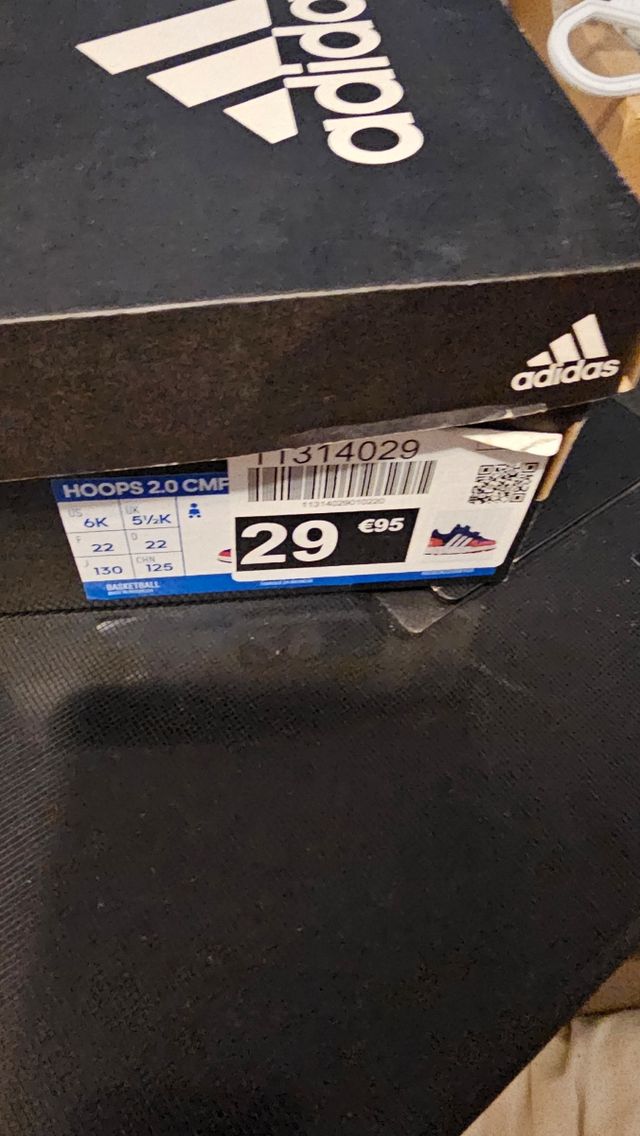 adidas
adidas
11314029
11314029010220
29 €95
HOOPS 2.0 CMF
US UK
6K 5½K
F D
22 22
J CHN
130 125
BASKETBALL